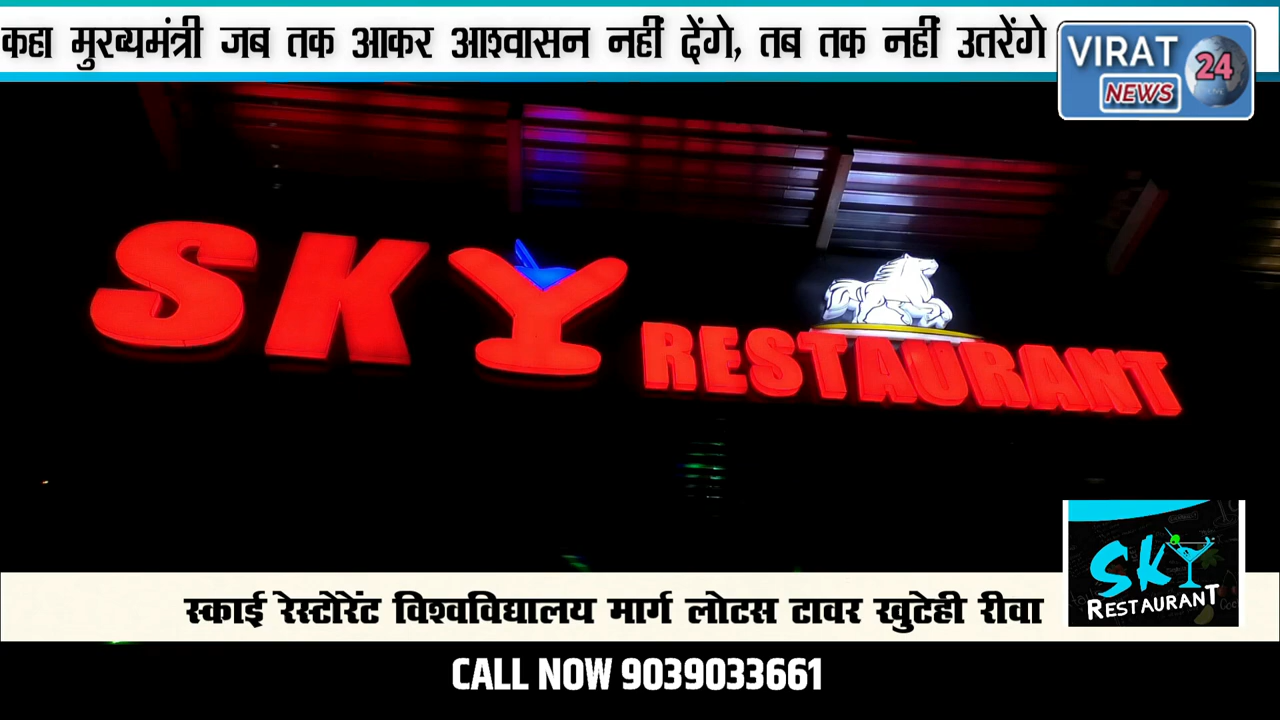 कहा मुख्यमंत्री जब तक आकर आश्वासन नहीं देंगे, तब तक नहीं उतरेंगे
VIRAT
24
NEWS
SKY
RESTAURANT
SKY
RESTAURANT
स्काई रेस्टोरेंट विश्वविद्यालय मार्ग लोटस टावर खुटेही रीवा
CALL NOW 9039033661